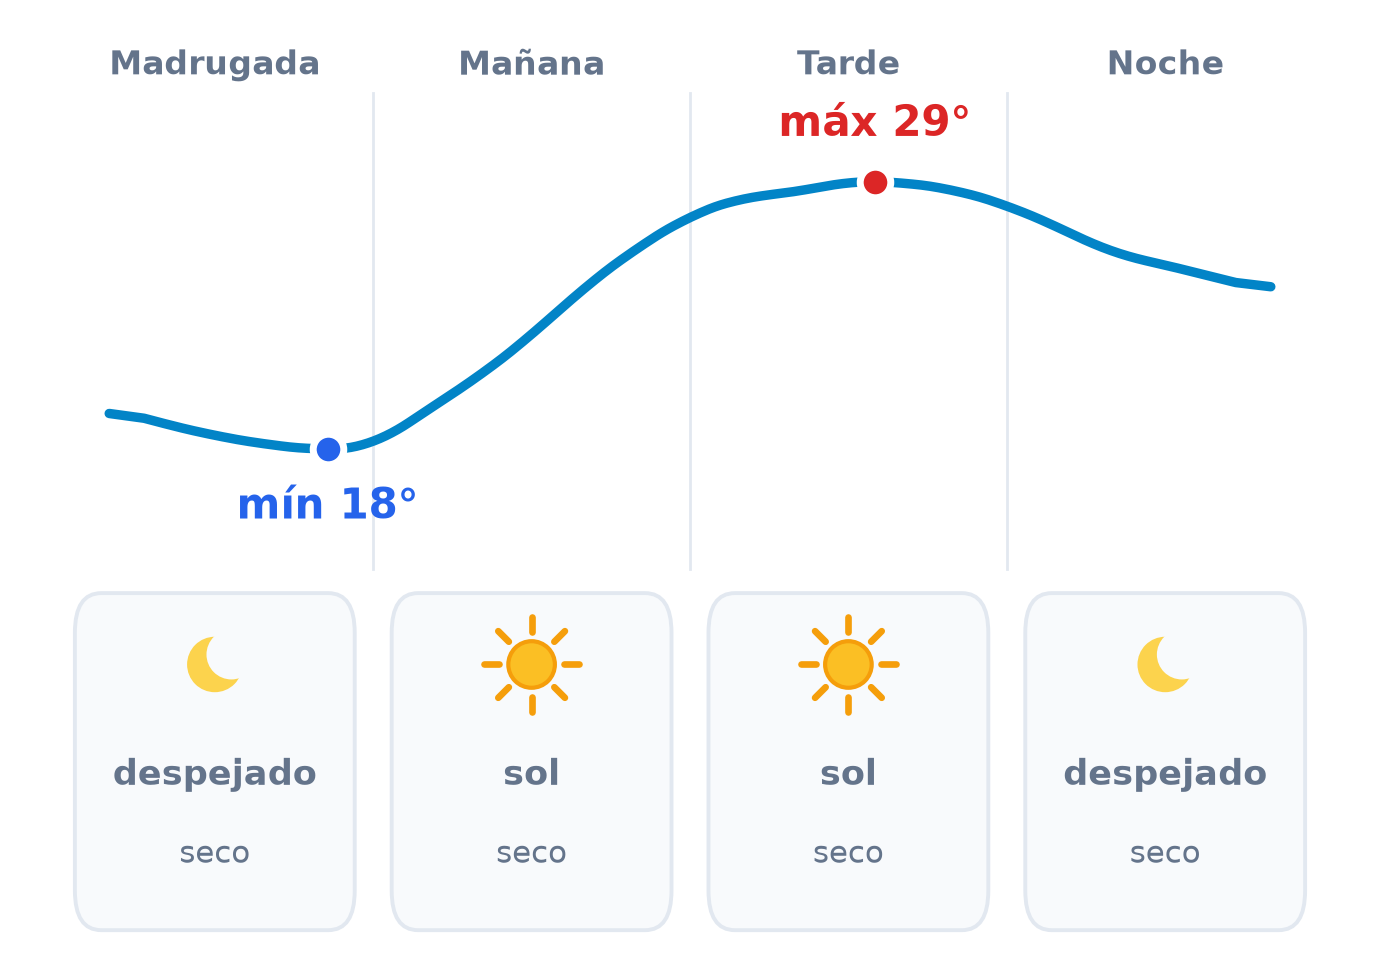 Madrugada
Mañana
Tarde
Noche
máx 29°
mín 18°
despejado
sol
sol
despejado
seco
seco
seco
seco